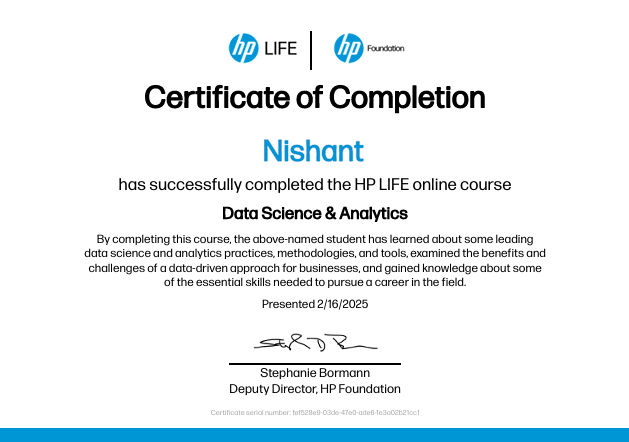 hp LIFE hp Foundation
Certificate of Completion
Nishant
has successfully completed the HP LIFE online course
Data Science & Analytics
By completing this course, the above-named student has learned about some leading
data science and analytics practices, methodologies, and tools, examined the benefits and
challenges of a data-driven approach for businesses, and gained knowledge about some
of the essential skills needed to pursue a career in the field.
Presented 2/16/2025
Stephanie Bormann
Deputy Director, HP Foundation
Certificate serial number: fef528e9-03de-47e0-ade6-1e3a02b21cc1